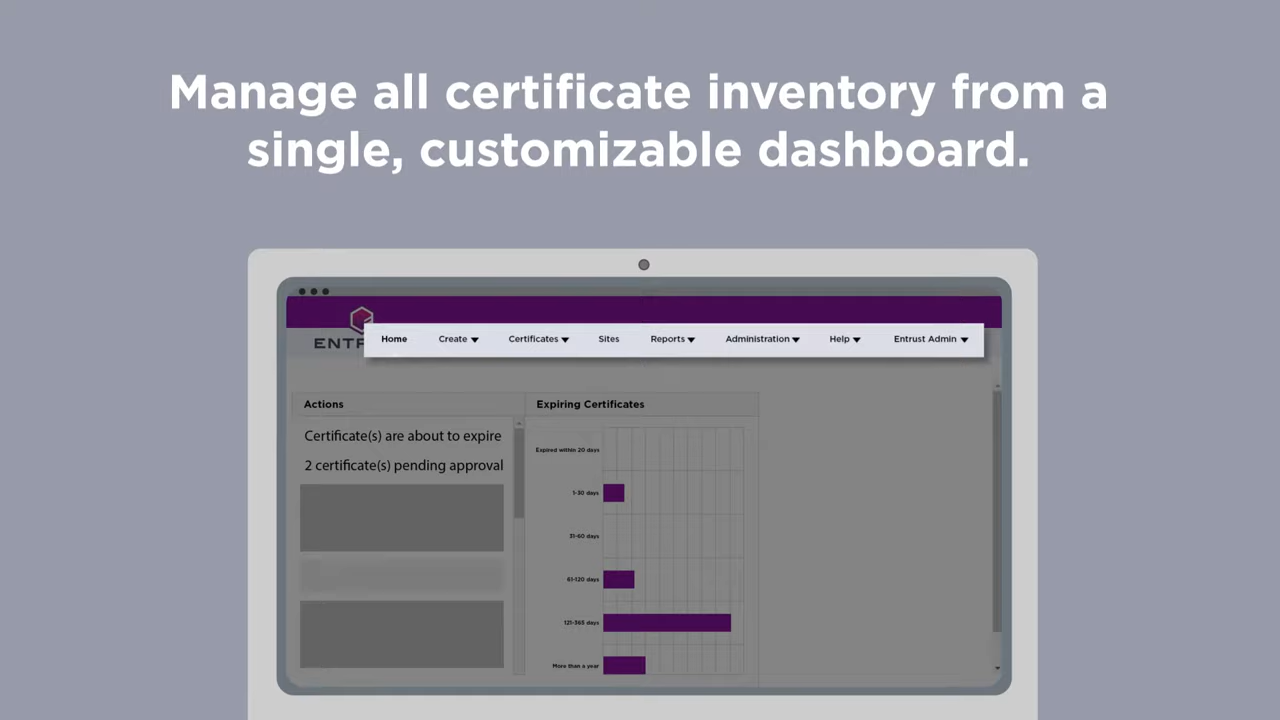 Manage all certificate inventory from a
single, customizable dashboard.
Home Create Certificates Sites Reports Administration Help Entrust Admin
Actions
Certificate(s) are about to expire
2 certificate(s) pending approval
Expiring Certificates
Expired within 20 days
1-30 days
31-60 days
61-120 days
121-365 days
More than a year